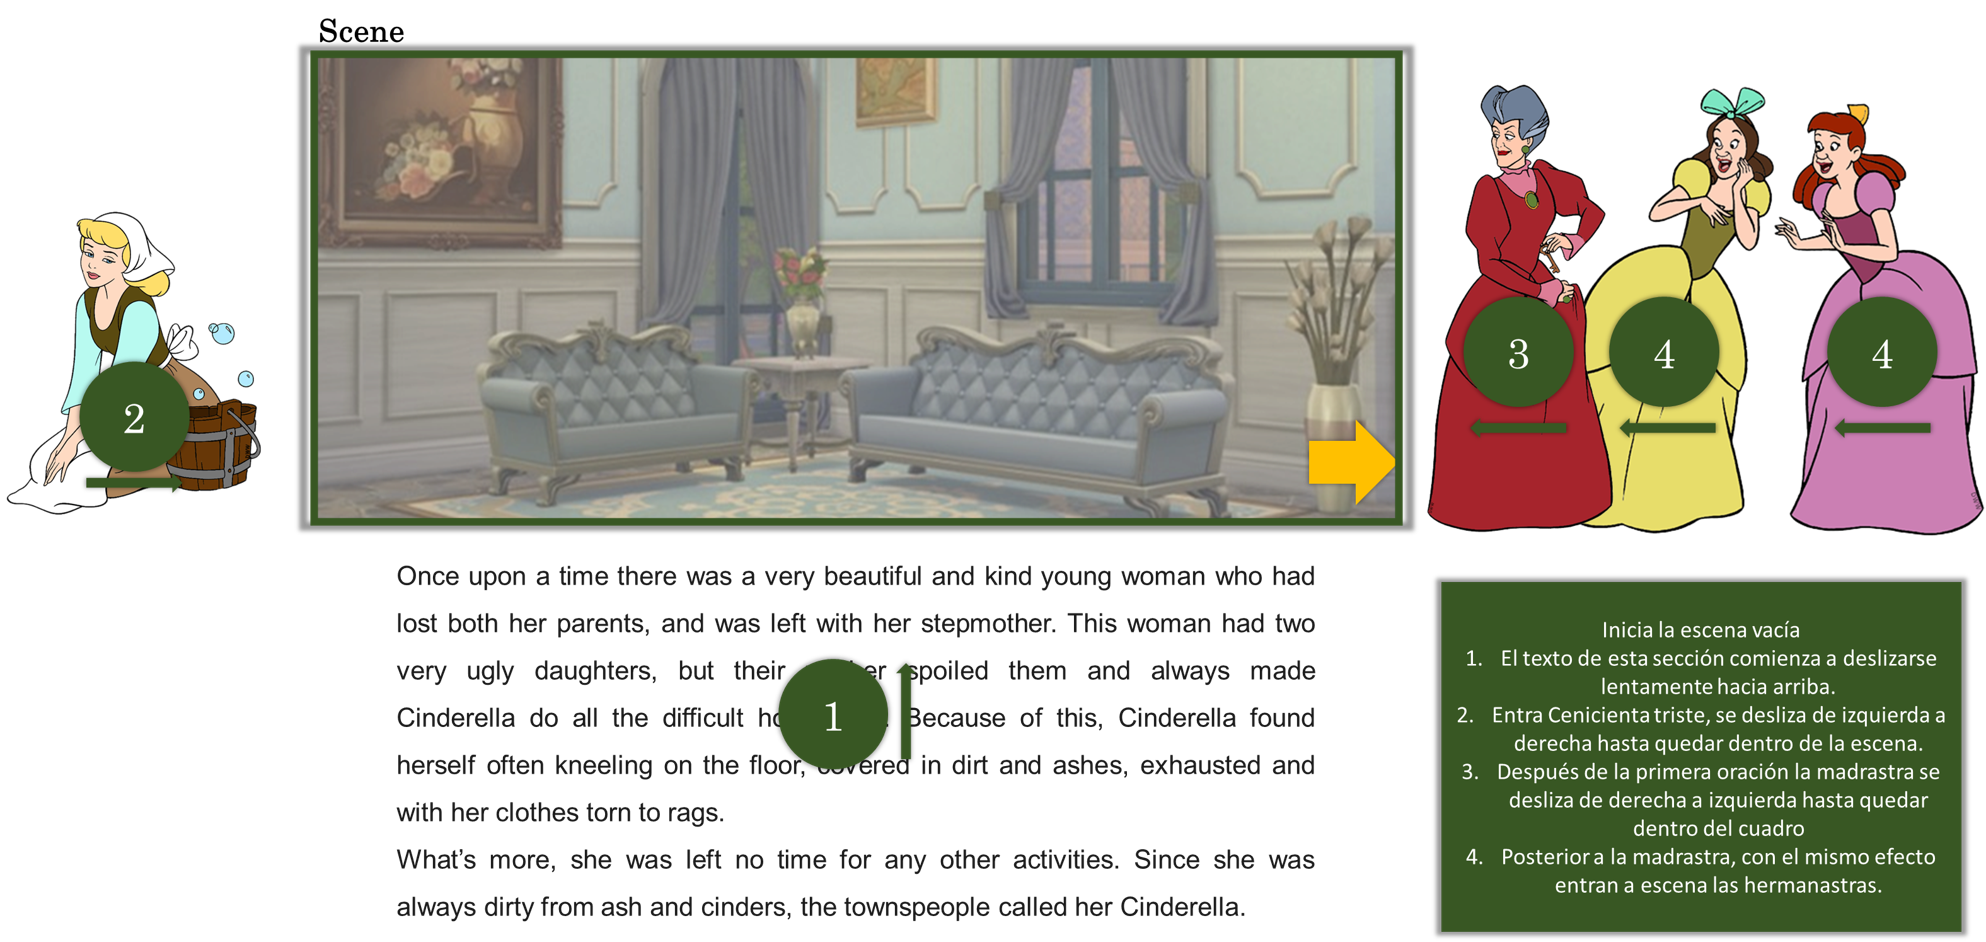 Scene
2
3
4
4
Once upon a time there was a very beautiful and kind young woman who had
lost both her parents, and was left with her stepmother. This woman had two
very ugly daughters, but their spoiled them and always made
Cinderella do all the difficult Because of this, Cinderella found
1
herself often kneeling on the floor, covered in dirt and ashes, exhausted and
with her clothes torn to rags.
What's more, she was left no time for any other activities. Since she was
always dirty from ash and cinders, the townspeople called her Cinderella.
Inicia la escena vacía
1. El texto de esta sección comienza a deslizarse
lentamente hacia arriba.
2. Entra Cenicienta triste, se desliza de izquierda a
derecha hasta quedar dentro de la escena.
3. Después de la primera oración la madrastra se
desliza de derecha a izquierda hasta quedar
dentro del cuadro
4. Posterior a la madrastra, con el mismo efecto
entran a escena las hermanastras.